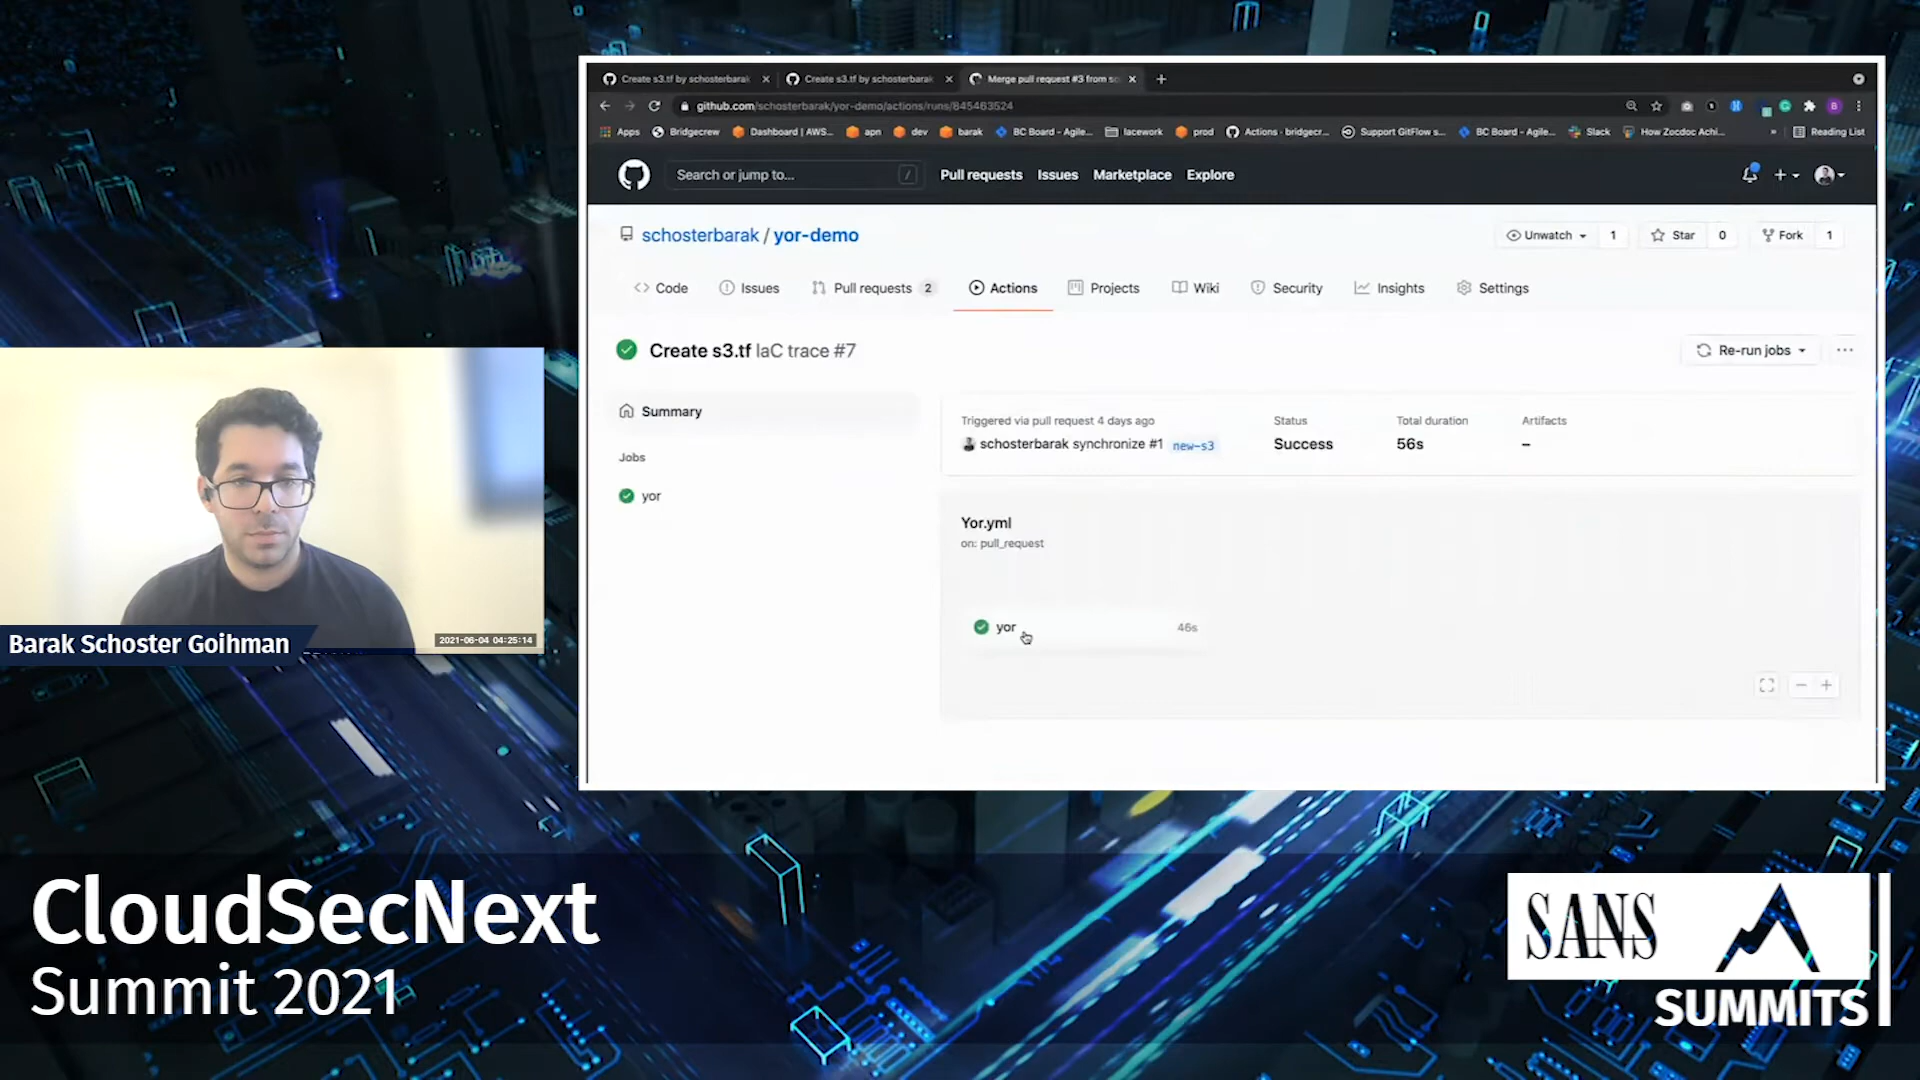 Create s3.tf by schosterbarak
Create s3.tf by schosterbarak
Merge pull request #3 from sc
github.com/schosterbarak/yor-demo/actions/runs/845463524
Apps Bridgecrew Dashboard | AWS... apn dev barak BC Board – Agile... lacework prod Actions · bridgecr... Support GitFlow s... BC Board – Agile... Slack How Zocdoc Achi... » Reading List
Search or jump to... / Pull requests Issues Marketplace Explore
schosterbarak / yor-demo
Unwatch 1 Star 0 Fork 1
Code Issues Pull requests 2 Actions Projects Wiki Security Insights Settings
Create s3.tf IaC trace #7
Re-run jobs
Summary
Jobs
yor
Triggered via pull request 4 days ago
schosterbarak synchronize #1 new-s3
Status
Success
Total duration
56s
Artifacts
–
Yor.yml
on: pull_request
yor 46s
Barak Schoster Goihman
2021-06-04 04:25:14
CloudSecNext
Summit 2021
SANS
SUMMITS